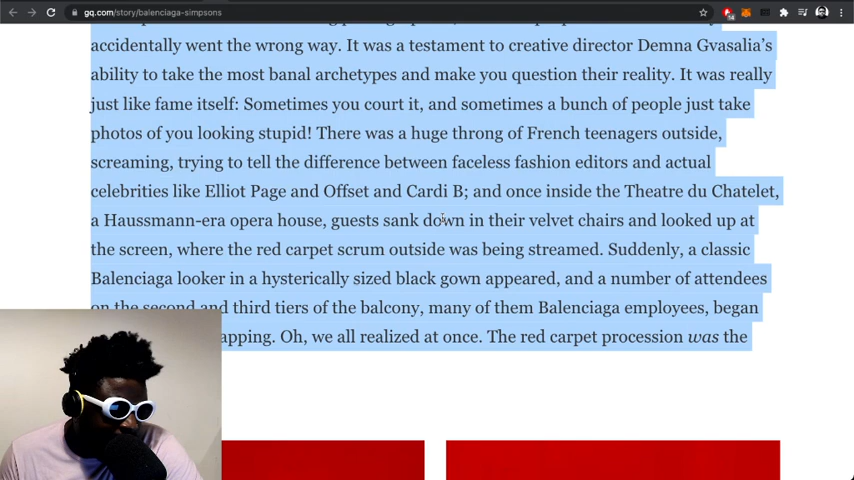 gq.com/story/balenciaga-simpsons
14
accidentally went the wrong way. It was a testament to creative director Demna Gvasalia's
ability to take the most banal archetypes and make you question their reality. It was really
just like fame itself: Sometimes you court it, and sometimes a bunch of people just take
photos of you looking stupid! There was a huge throng of French teenagers outside,
screaming, trying to tell the difference between faceless fashion editors and actual
celebrities like Elliot Page and Offset and Cardi B; and once inside the Theatre du Chatelet,
a Haussmann-era opera house, guests sank down in their velvet chairs and looked up at
the screen, where the red carpet scrum outside was being streamed. Suddenly, a classic
Balenciaga looker in a hysterically sized black gown appeared, and a number of attendees
on the second and third tiers of the balcony, many of them Balenciaga employees, began
apping. Oh, we all realized at once. The red carpet procession was the